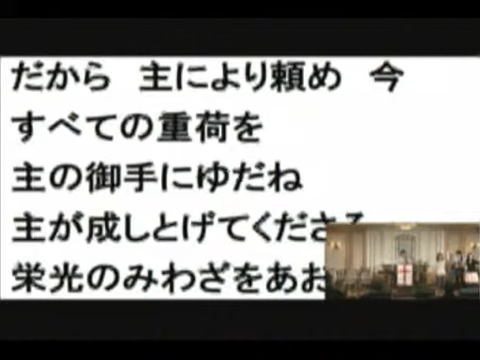 だから 主により頼め 今
すべての重荷を
主の御手にゆだね
主が成しとげてくださる
栄光のみわざをあお